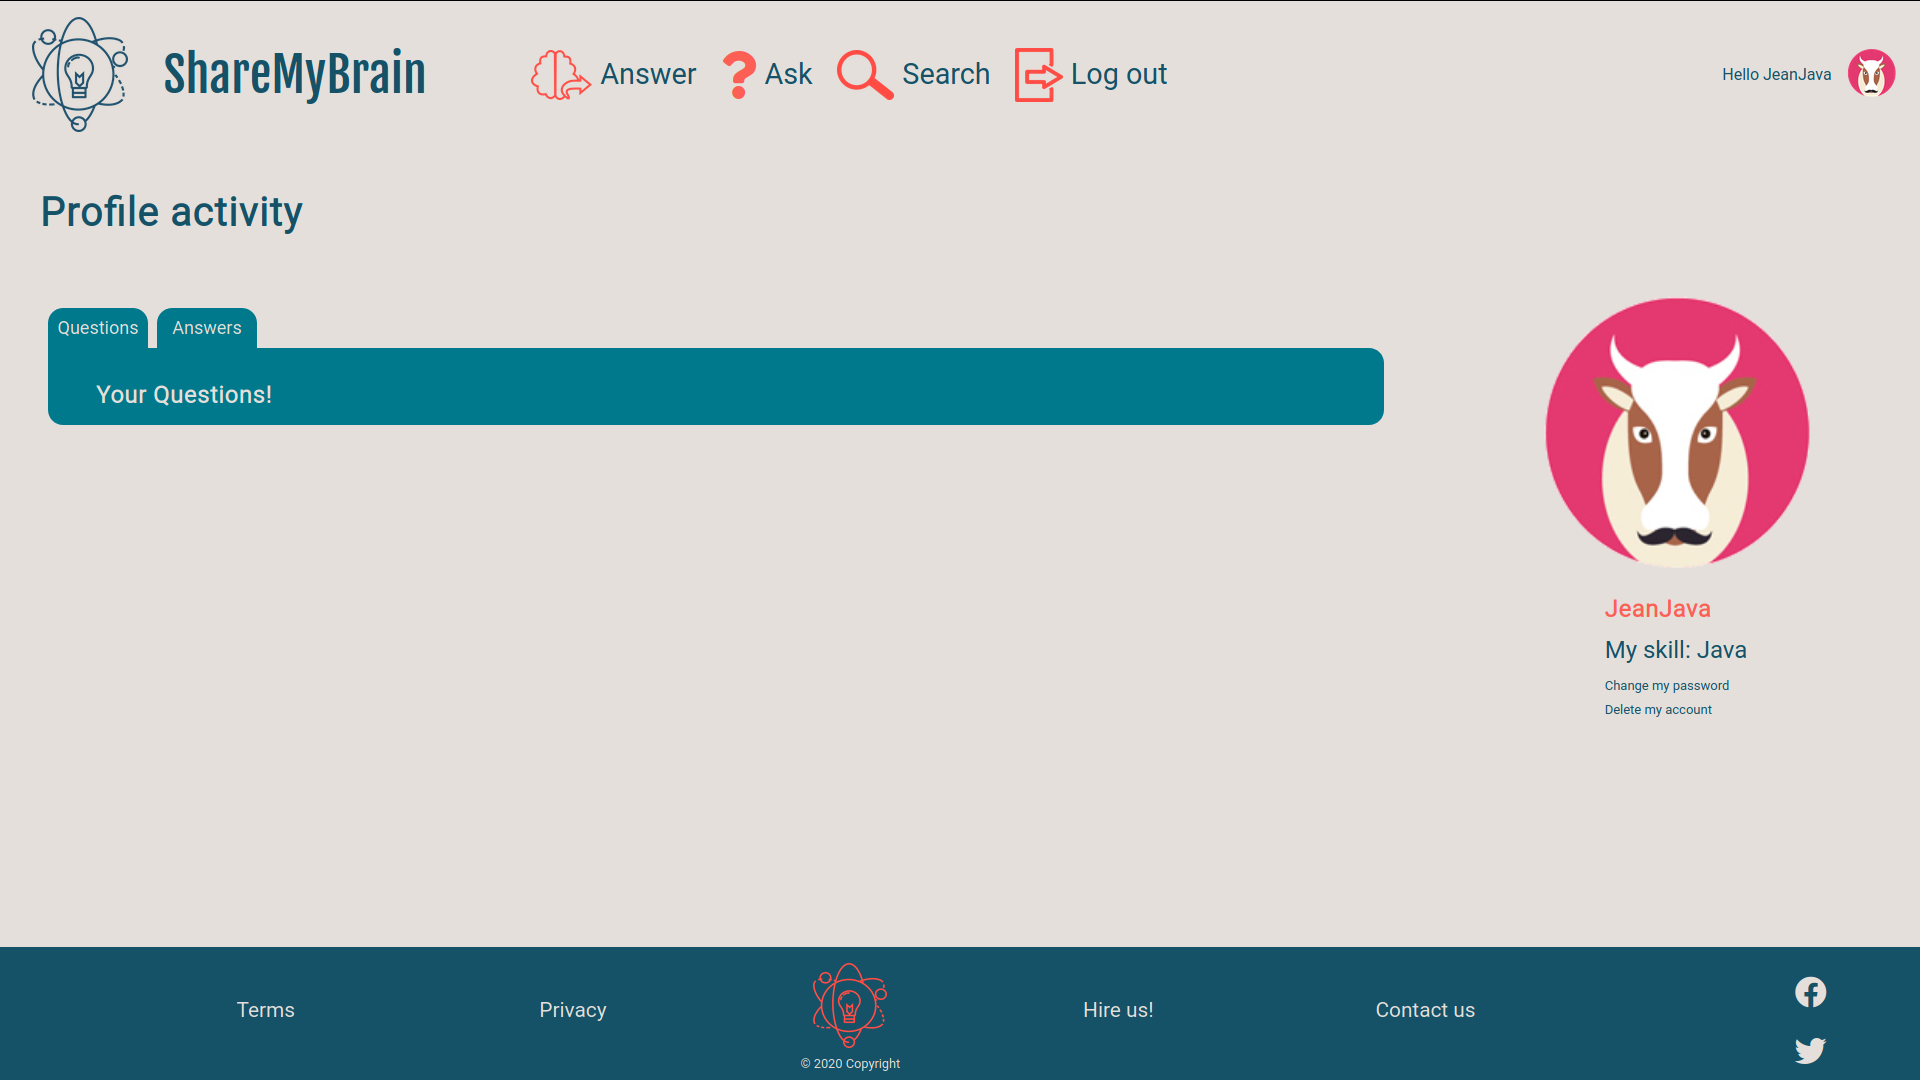 ShareMyBrain
Answer
Ask
Search
Log out
Hello JeanJava
Profile activity
Questions
Answers
Your Questions!
JeanJava
My skill: Java
Change my password
Delete my account
Terms
Privacy
© 2020 Copyright
Hire us!
Contact us